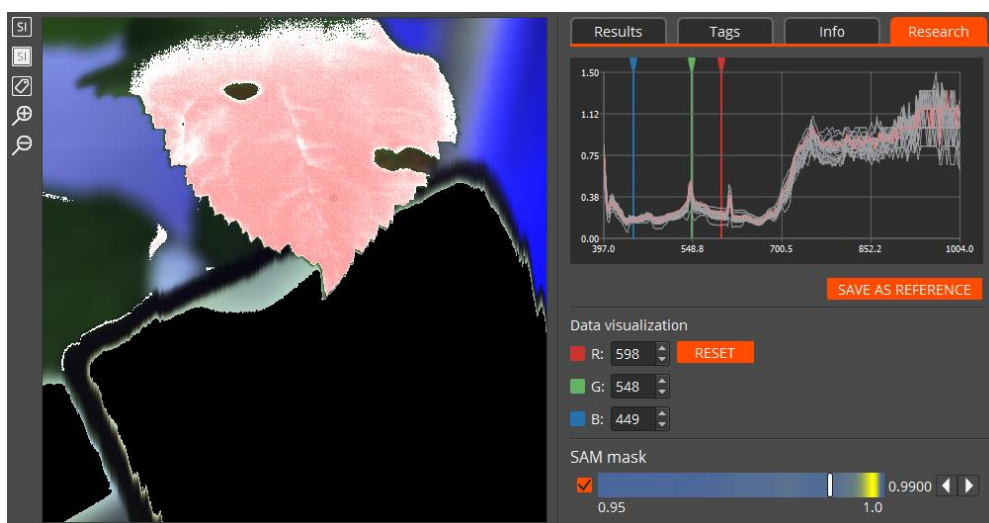 SI
SI
Results Tags Info Research
1.50
1.12
0.75
0.38
0.00
397.0 548.8 700.5 852.2 1004.0
SAVE AS REFERENCE
Data visualization
R: 598 RESET
G: 548
B: 449
SAM mask
0.9900
0.95 1.0